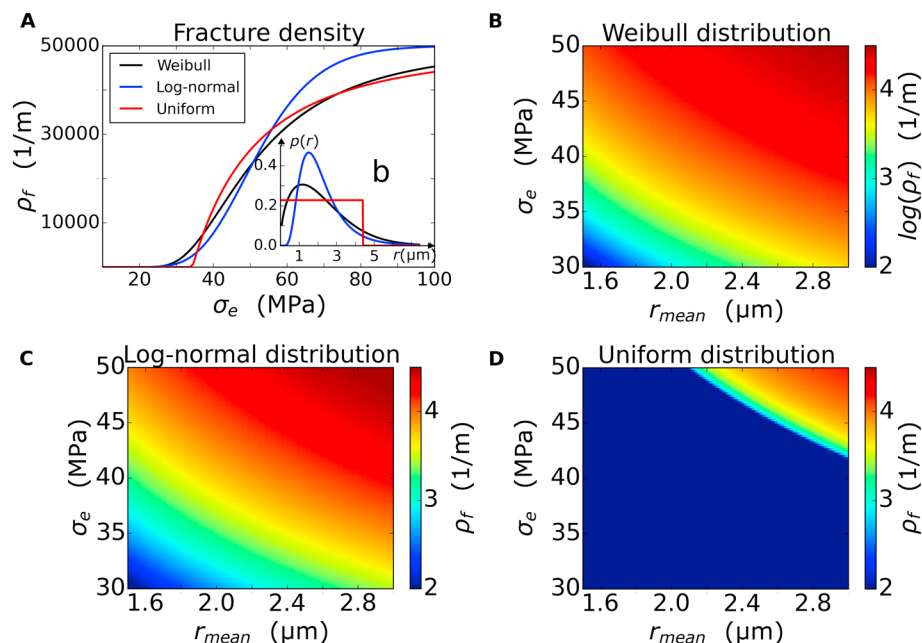 A
Fracture density
50000
30000
10000
ρf (1/m)
Weibull
Log-normal
Uniform
p(r)
b
0.4
0.2
0.0
1 3 5 r(μm)
20 40 60 80 100
σe (MPa)
B
Weibull distribution
50
45
40
35
30
σe (MPa)
1.6 2.0 2.4 2.8
rmean (μm)
4
3
2
log(ρf) (1/m)
C
Log-normal distribution
50
45
40
35
30
σe (MPa)
1.6 2.0 2.4 2.8
rmean (μm)
4
3
2
ρf (1/m)
D
Uniform distribution
50
45
40
35
30
σe (MPa)
1.6 2.0 2.4 2.8
rmean (μm)
4
3
2
ρf (1/m)